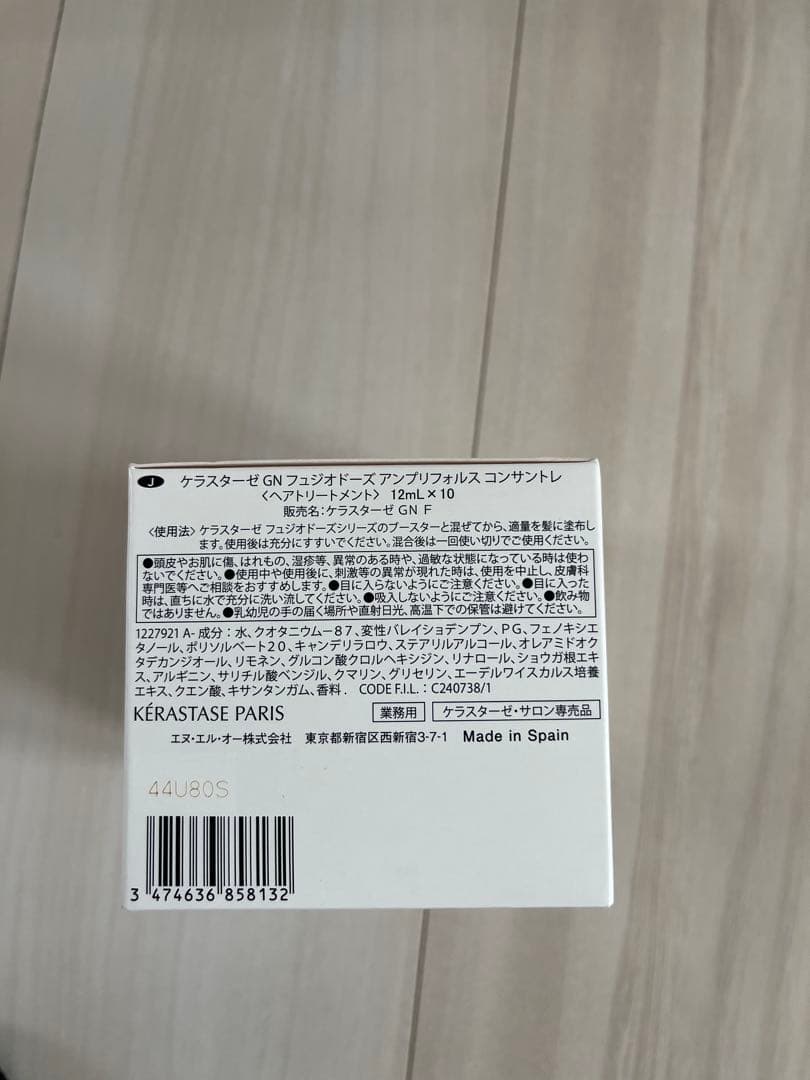 J ケラスターゼ GN フュジオドーズ アンプリフォルス コンサントレ
〈ヘアトリートメント〉 12mL×10
販売名:ケラスターゼ GN F
〈使用法〉ケラスターゼ フュジオドーズシリーズのブースターと混ぜてから、適量を髪に塗布し
ます。使用後は充分にすすいでください。混合後は一回使い切りでご使用ください。
●頭皮やお肌に傷、はれもの、湿疹等、異常のある時や、過敏な状態になっている時は使わ
ないでください。●使用中や使用後に、刺激等の異常が現れた時は、使用を中止し、皮膚科
専門医等へご相談をおすすめします。●目に入らないようにご注意ください。●目に入った
時は、直ちに水で充分に洗い流してください。●吸入しないようにご注意ください。●飲み物
ではありません。●乳幼児の手の届く場所や直射日光、高温下での保管は避けてください。
1227921 A- 成分:水、クオタニウムー87、変性バレイショデンプン、PG、フェノキシエ
タノール、ポリソルベート20、キャンデリラロウ、ステアリルアルコール、オレアミドオク
タデカンジオール、リモネン、グルコン酸クロルヘキシジン、リナロール、ショウガ根エキ
ス、アルギニン、サリチル酸ベンジル、クマリン、グリセリン、エーデルワイスカルス培養
エキス、クエン酸、キサンタンガム、香料. CODE F.I.L.:C240738/1
KÉRASTASE PARIS 業務用 ケラスターゼ・サロン専売品
エヌ・エル・オー株式会社 東京都新宿区西新宿3-7-1 Made in Spain
44U80S
3 474636 858132